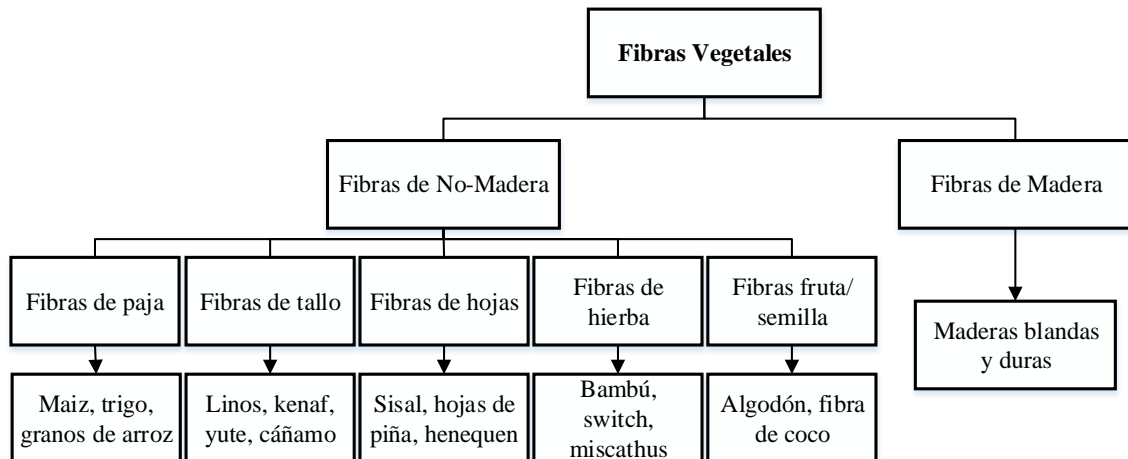 Fibras Vegetales
Fibras de No-Madera
Fibras de Madera
Fibras de paja
Fibras de tallo
Fibras de hojas
Fibras de
hierba
Fibras fruta/
semilla
Maderas blandas
y duras
Maiz, trigo,
granos de arroz
Linos, kenaf,
yute, cáñamo
Sisal, hojas de
piña, henequen
Bambú,
switch,
miscathus
Algodón, fibra
de coco